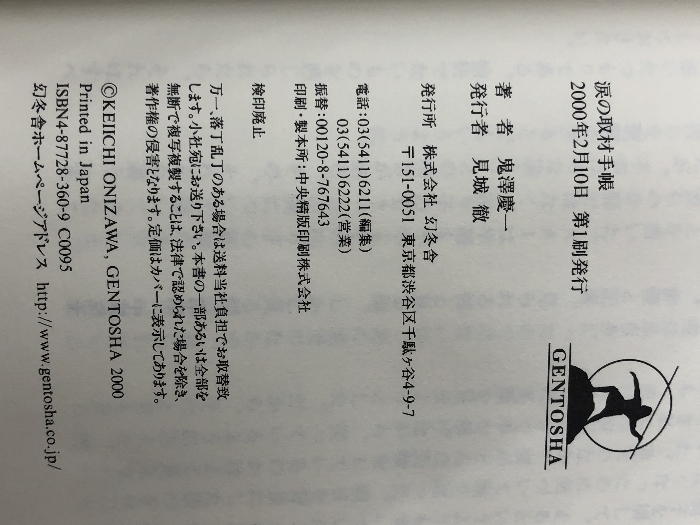 涙の取材手帳
2000年2月10日　第1刷発行
著　者　鬼澤慶一
発行者　見城　徹
発行所　株式会社 幻冬舎
〒151-0051 東京都渋谷区千駄ヶ谷4-9-7
電話:03(5411)6211(編集)
03(5411)6222(営業)
振替:00120-8-767643
印刷・製本所:中央精版印刷株式会社
検印廃止
万一、落丁乱丁のある場合は送料当社負担でお取替致
します。小社宛にお送り下さい。本書の一部あるいは全部を
無断で複写複製することは、法律で認められた場合を除き、
著作権の侵害となります。定価はカバーに表示してあります。
©KEIICHI ONIZAWA, GENTOSHA 2000
Printed in Japan
ISBN4-87728-360-9 C0095
幻冬舎ホームページアドレス http://www.gentosha.co.jp/
GENTOSHA